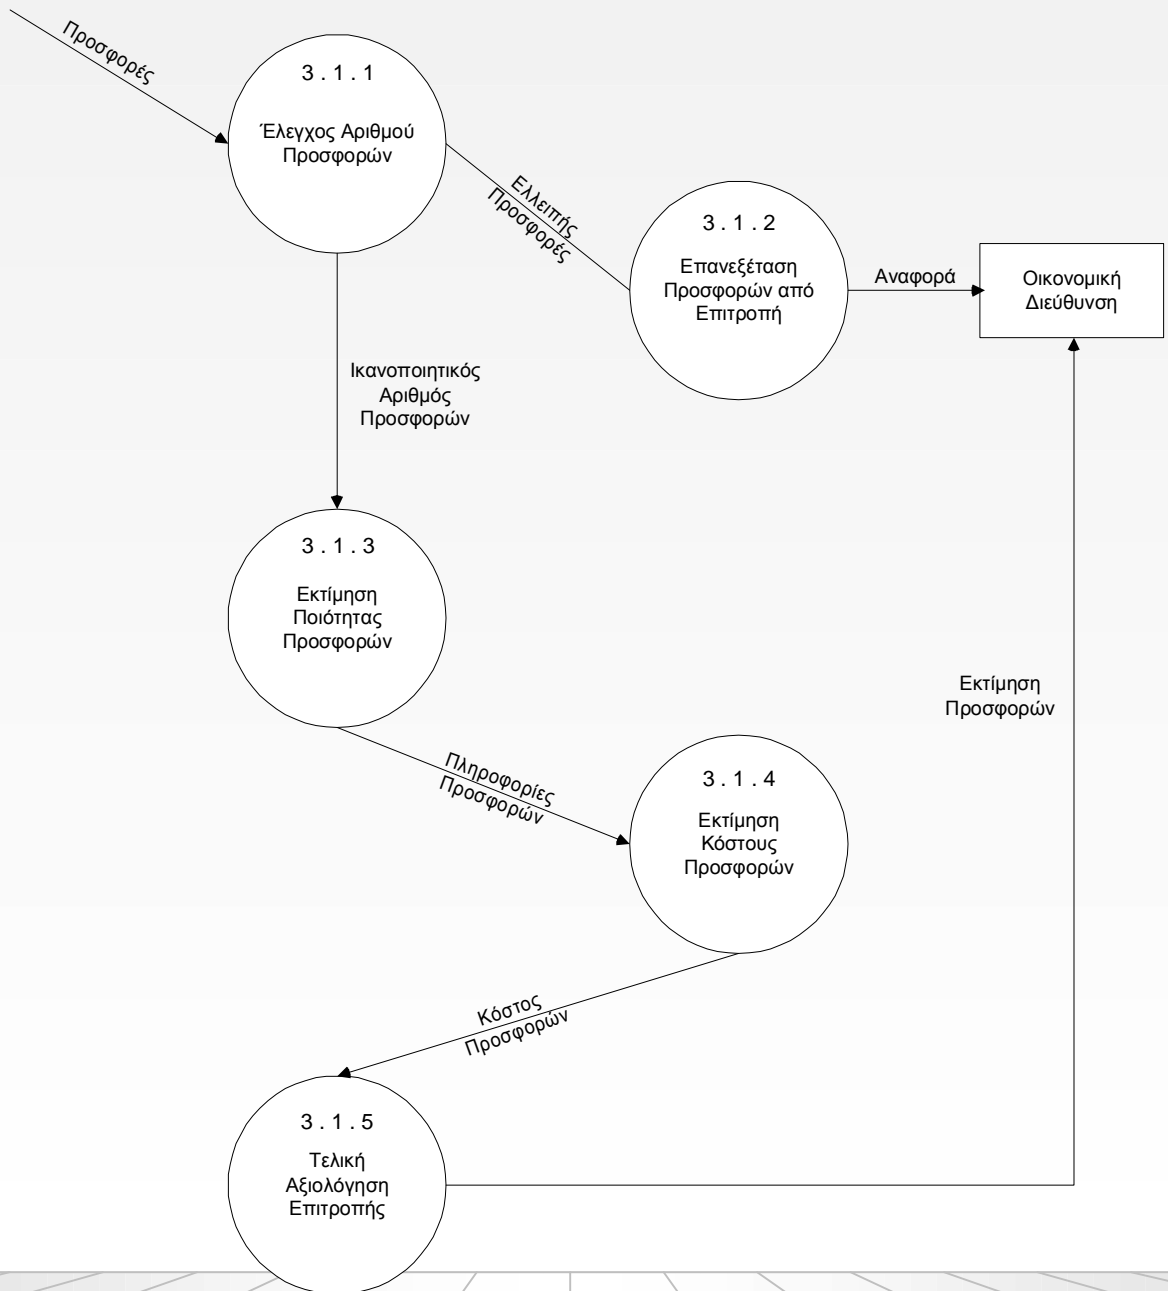 Προσφορές
3.1.1
Έλεγχος Αριθμού
Προσφορών
Ελλειπής
Προσφορές
3.1.2
Επανεξέταση
Προσφορών από
Επιτροπή
Αναφορά
Οικονομική
Διεύθυνση
Ικανοποιητικός
Αριθμός
Προσφορών
3.1.3
Εκτίμηση
Ποιότητας
Προσφορών
Εκτίμηση
Προσφορών
Πληροφορίες
Προσφορών
3.1.4
Εκτίμηση
Κόστους
Προσφορών
Κόστος
Προσφορών
3.1.5
Τελική
Αξιολόγηση
Επιτροπής